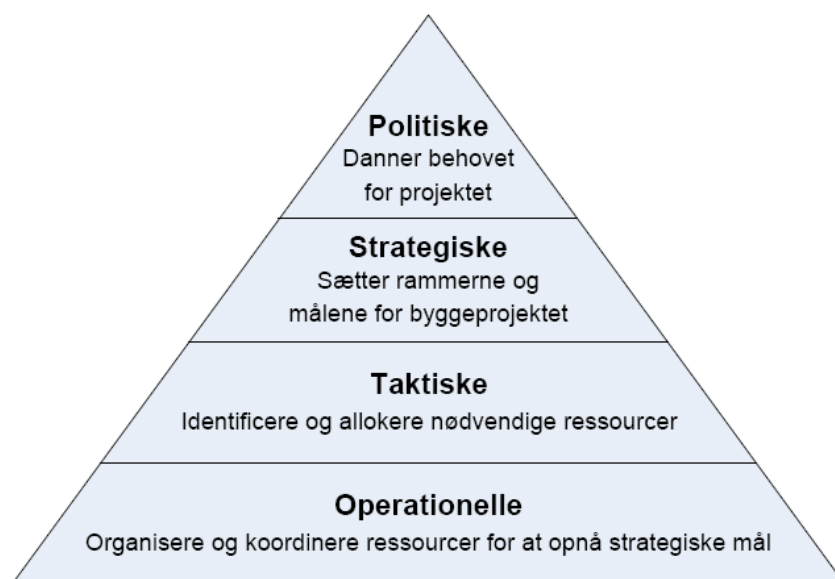 Politiske
Danner behovet
for projektet
Strategiske
Sætter rammerne og
målene for byggeprojektet
Taktiske
Identificere og allokere nødvendige ressourcer
Operationelle
Organisere og koordinere ressourcer for at opnå strategiske mål